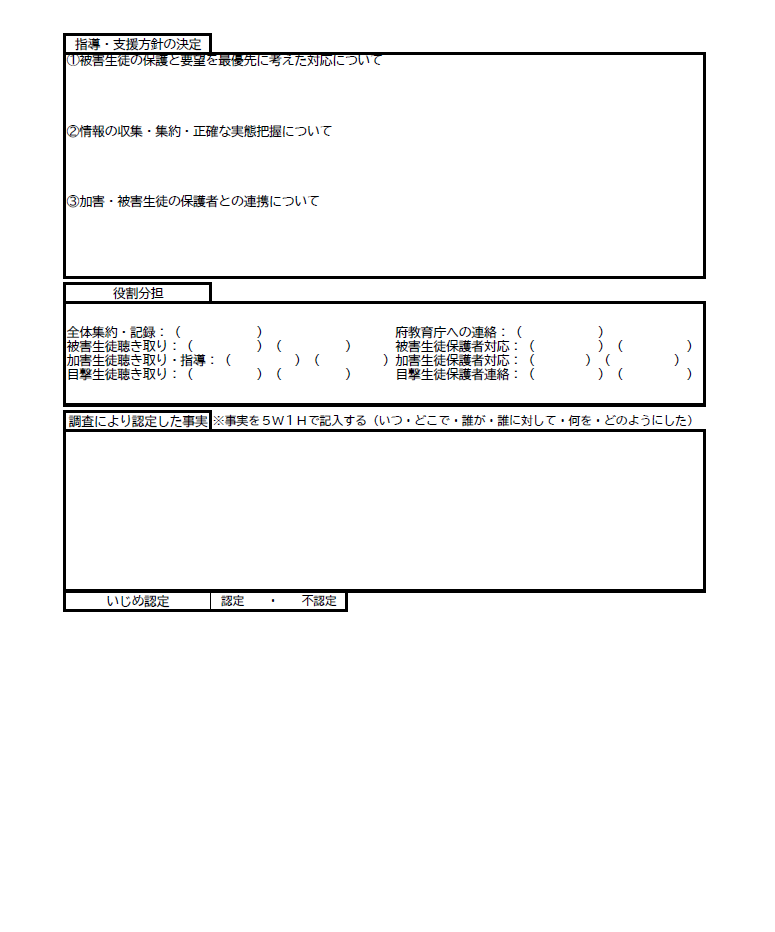 指導・支援方針の決定
①被害生徒の保護と要望を最優先に考えた対応について
②情報の収集・集約・正確な実態把握について
③加害・被害生徒の保護者との連携について
役割分担
全体集約・記録：（　　　　　　） 府教育庁への連絡：（　　　　　　）
被害生徒聴き取り：（　　　　　）（　　　　　） 被害生徒保護者対応：（　　　　　）（　　　　　）
加害生徒聴き取り・指導：（　　　　　）（　　　　　） 加害生徒保護者対応：（　　　　）（　　　　　）
目撃生徒聴き取り：（　　　　　）（　　　　　） 目撃生徒保護者連絡：（　　　　　）（　　　　　）
調査により認定した事実 ※事実を５Ｗ１Ｈで記入する（いつ・どこで・誰が・誰に対して・何を・どのようにした）
いじめ認定 認定　・　不認定